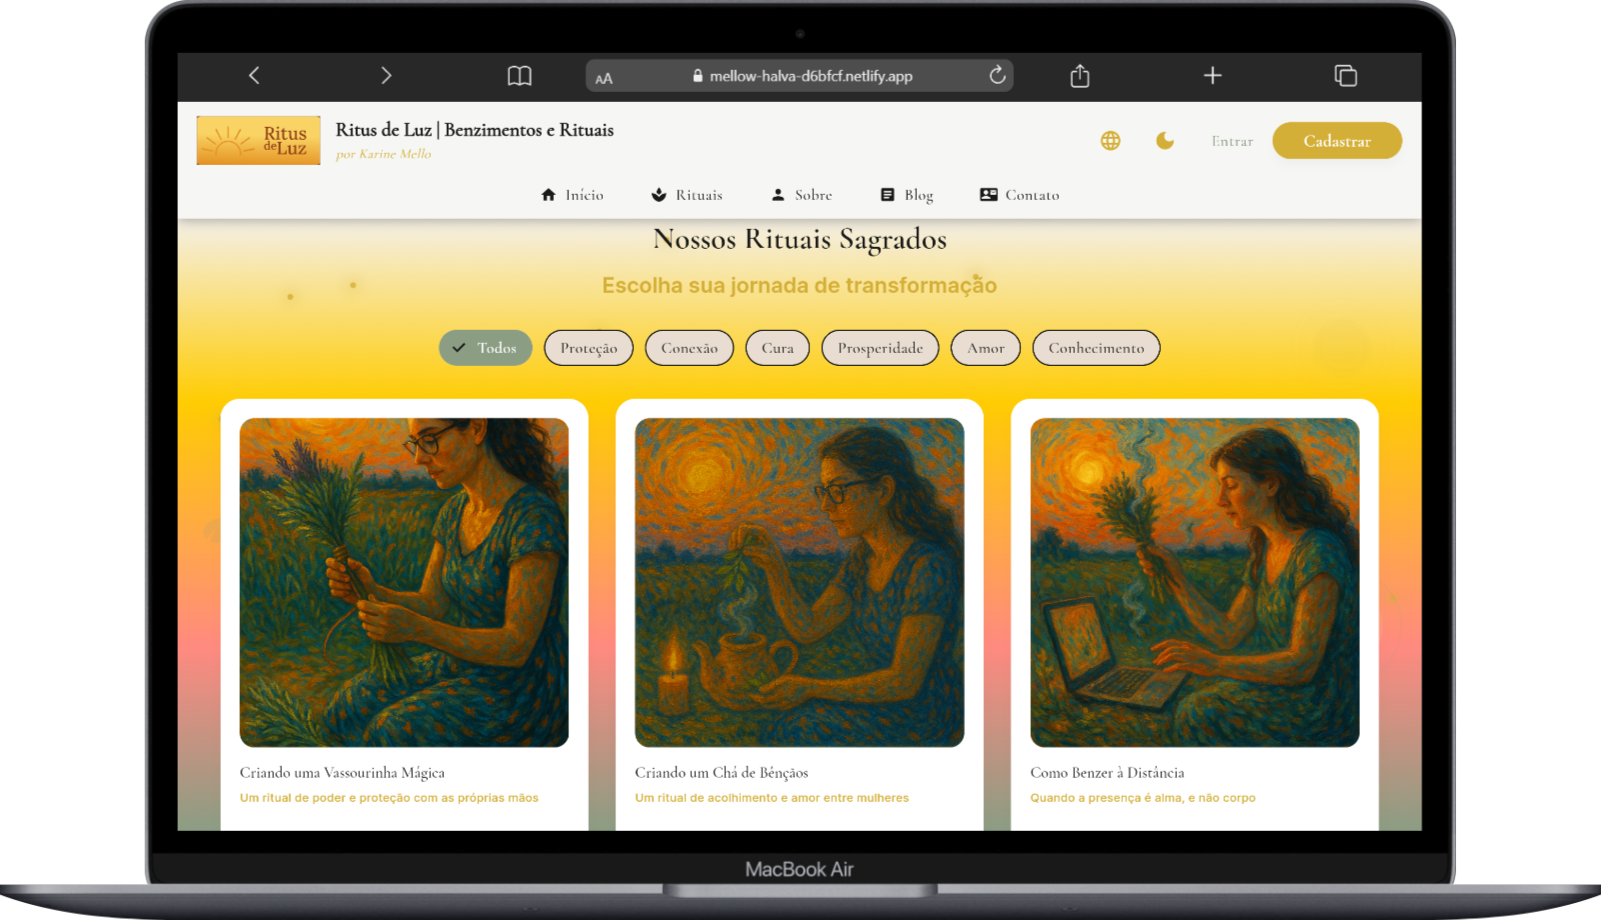 AA mellow-halva-d6bfcf.netlify.app
Ritus
de Luz
Ritus de Luz | Benzimentos e Rituais
por Karine Mello
Entrar
Cadastrar
Início
Rituais
Sobre
Blog
Contato
Nossos Rituais Sagrados
Escolha sua jornada de transformação
Todos
Proteção
Conexão
Cura
Prosperidade
Amor
Conhecimento
Criando uma Vassourinha Mágica
Um ritual de poder e proteção com as próprias mãos
Criando um Chá de Bênçãos
Um ritual de acolhimento e amor entre mulheres
Como Benzer à Distância
Quando a presença é alma, e não corpo
MacBook Air